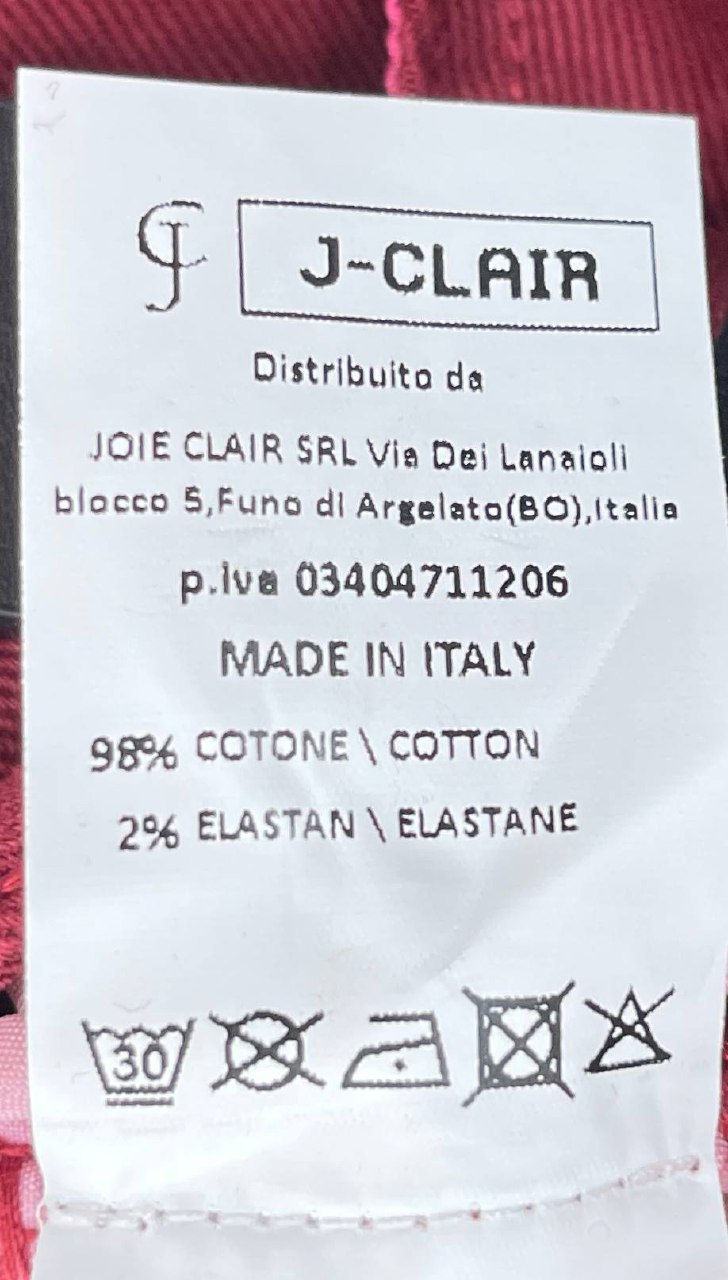 CJ J-CLAIR
Distribuito da
JOIE CLAIR SRL Via Dei Lanaioli
blocco 5,Funo di Argelato(BO),Italia
p.iva 03404711206
MADE IN ITALY
98% COTONE \ COTTON
2% ELASTAN \ ELASTANE
30